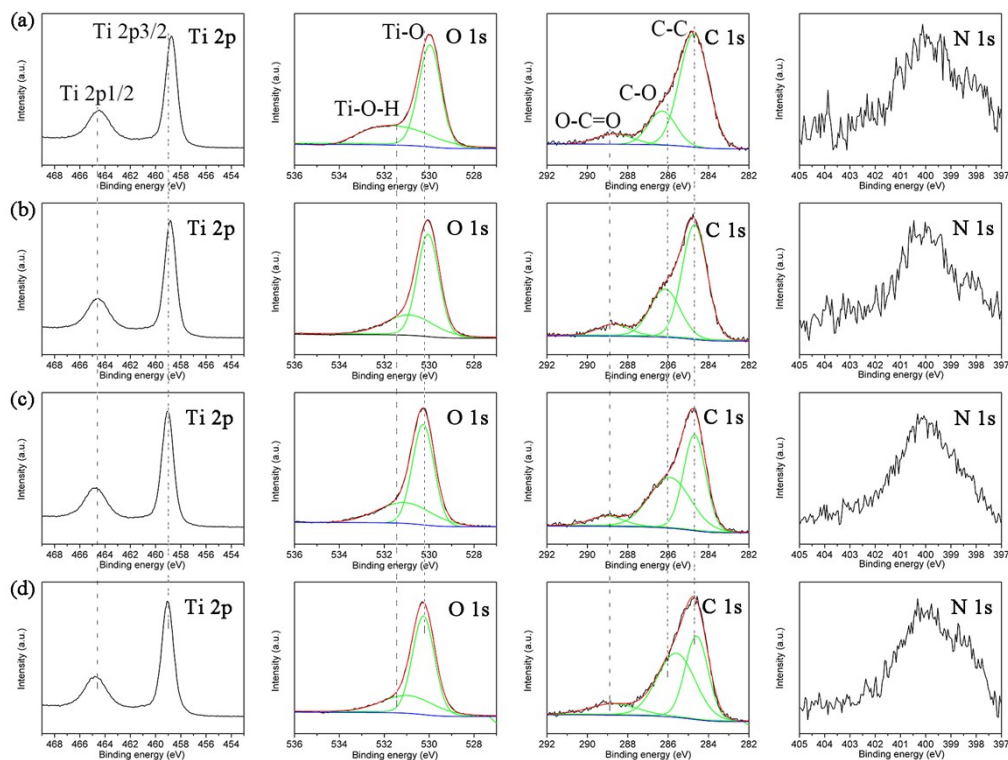 (a)
Ti 2p3/2
Ti 2p
Ti 2p1/2
Intensity (a.u.)
468 466 464 462 460 458 456 454
Binding energy (eV)
Ti-O
O 1s
Ti-O-H
Intensity (a.u.)
536 534 532 530 528
Binding energy (eV)
C-C
C 1s
C-O
O-C=O
Intensity (a.u.)
292 290 288 286 284 282
Binding energy (eV)
N 1s
Intensity (a.u.)
405 404 403 402 401 400 399 398 397
Binding energy (eV)
(b)
Ti 2p
Intensity (a.u.)
468 466 464 462 460 458 456 454
Binding energy (eV)
O 1s
Intensity (a.u.)
536 534 532 530 528
Binding energy (eV)
C 1s
Intensity (a.u.)
292 290 288 286 284 282
Binding energy (eV)
N 1s
Intensity (a.u.)
405 404 403 402 401 400 399 398 397
Binding energy (eV)
(c)
Ti 2p
Intensity (a.u.)
468 466 464 462 460 458 456 454
Binding energy (eV)
O 1s
Intensity (a.u.)
536 534 532 530 528
Binding energy (eV)
C 1s
Intensity (a.u.)
292 290 288 286 284 282
Binding energy (eV)
N 1s
Intensity (a.u.)
405 404 403 402 401 400 399 398 397
Binding energy (eV)
(d)
Ti 2p
Intensity (a.u.)
468 466 464 462 460 458 456 454
Binding energy (eV)
O 1s
Intensity (a.u.)
536 534 532 530 528
Binding energy (eV)
C 1s
Intensity (a.u.)
292 290 288 286 284 282
Binding energy (eV)
N 1s
Intensity (a.u.)
405 404 403 402 401 400 399 398 397
Binding energy (eV)